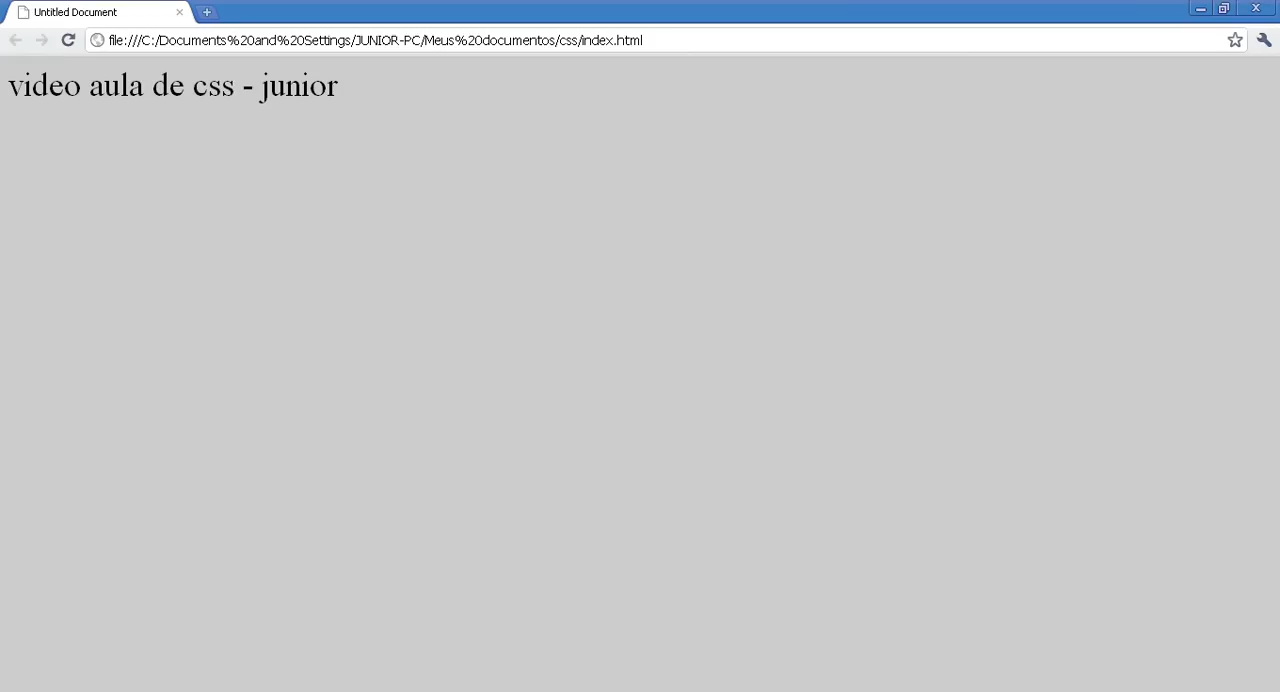 Untitled Document
file:///C:/Documents%20and%20Settings/JUNIOR-PC/Meus%20documentos/css/index.html
video aula de css - junior